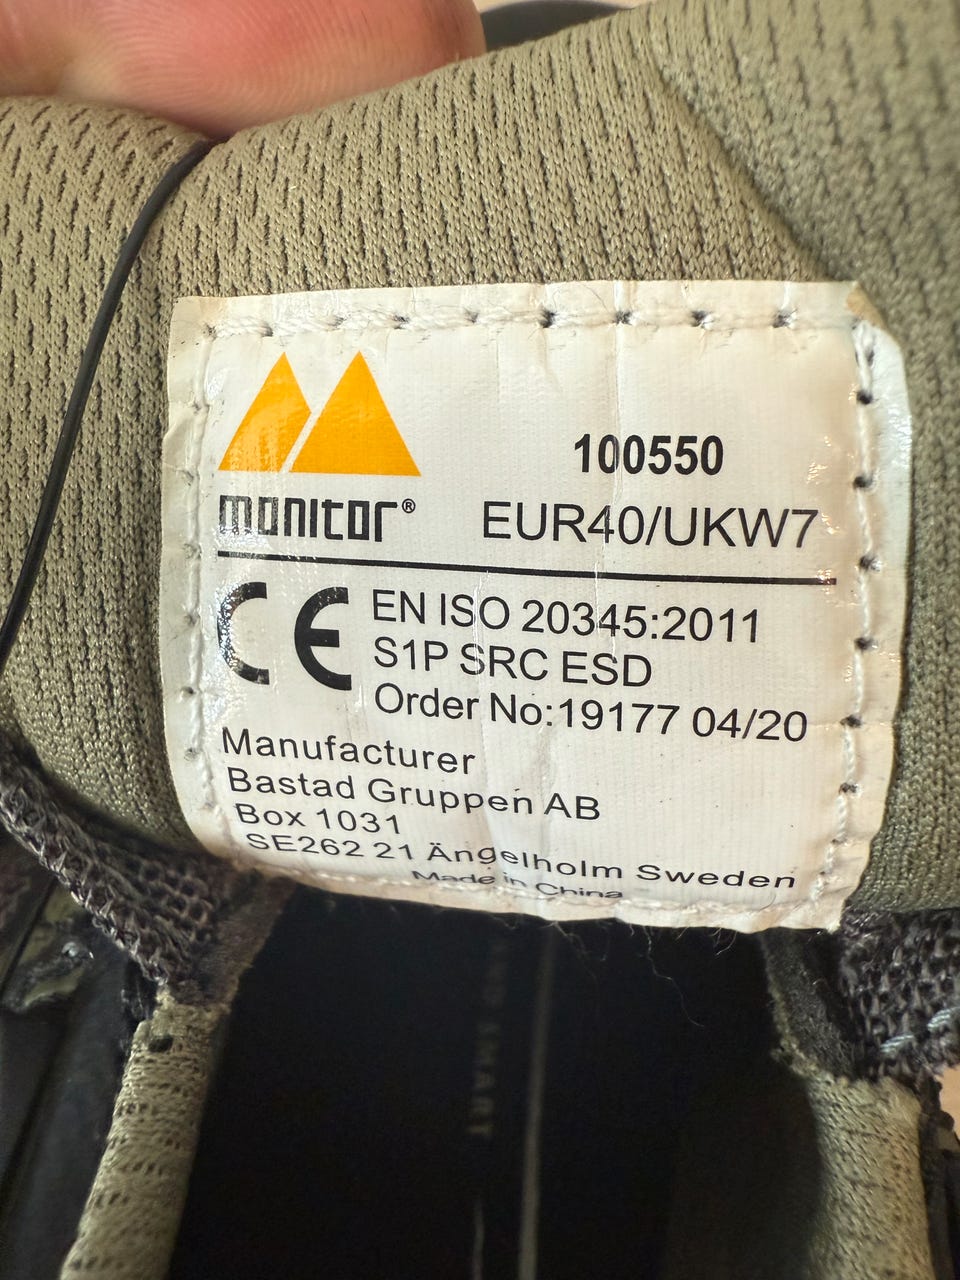 100550
monitor®
EUR40/UKW7
CE
EN ISO 20345:2011
S1P SRC ESD
Order No:19177 04/20
Manufacturer
Bastad Gruppen AB
Box 1031
SE262 21 Ängelholm Sweden
Made in China